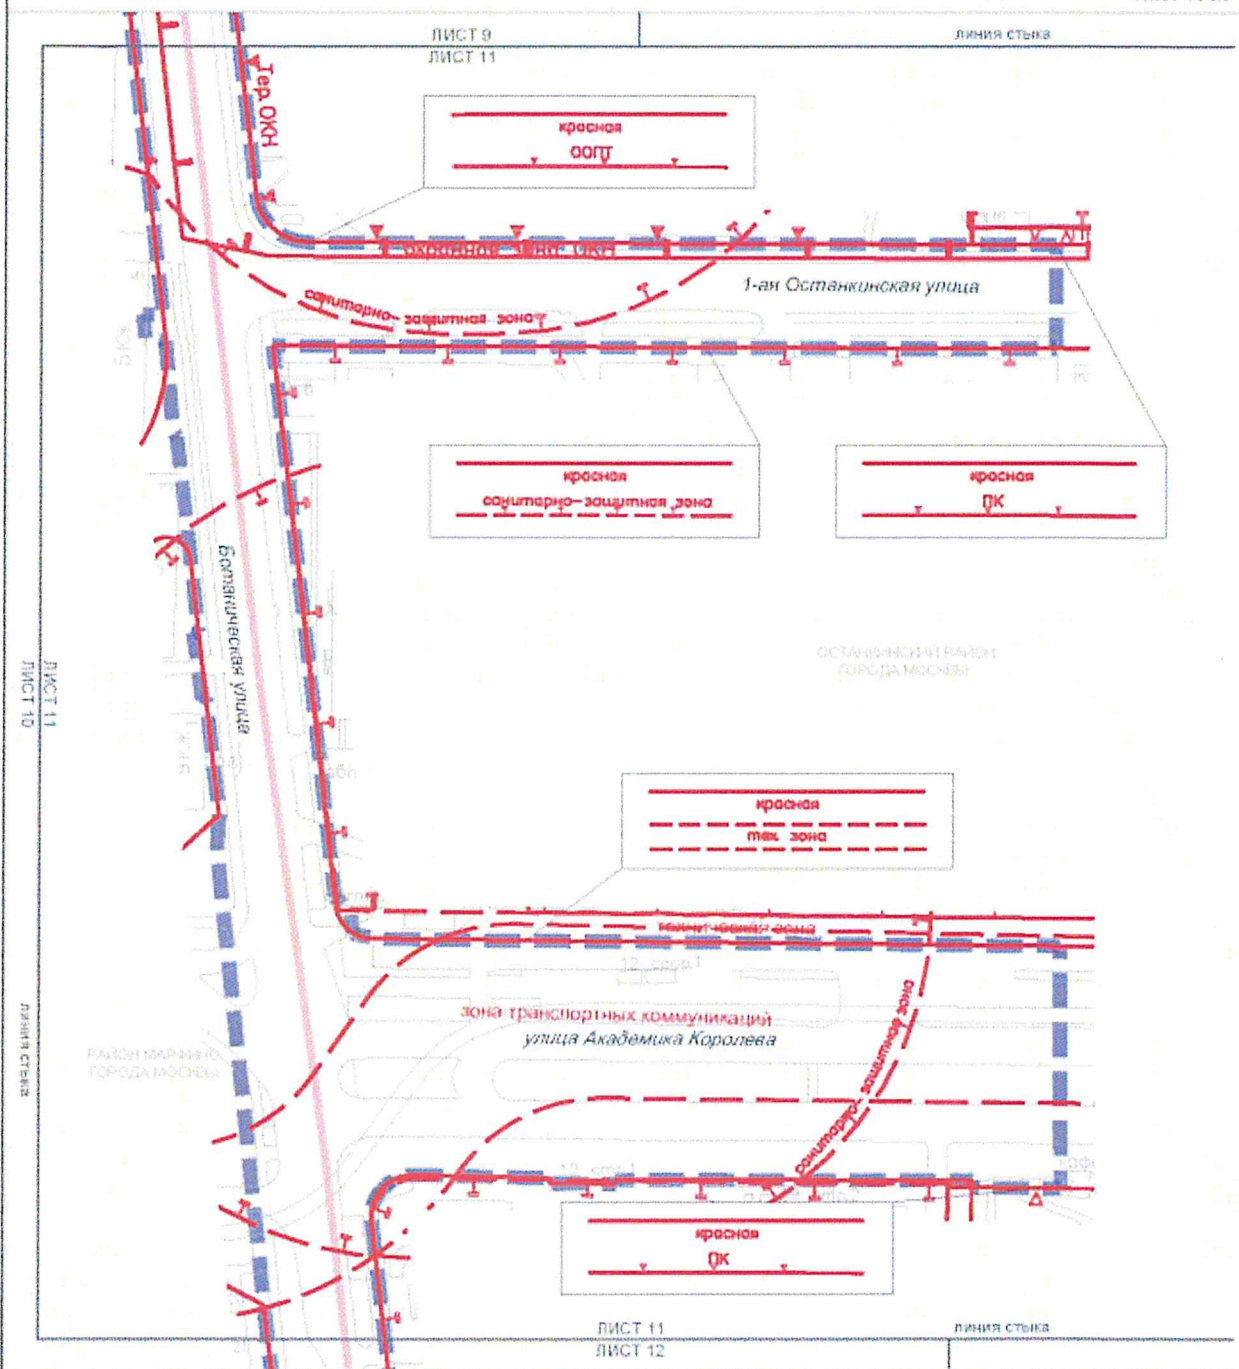 ЛИСТ 9
линия стыка
ЛИСТ 11
Тер. ОКН
красная
ООПТ
охранная зона ОКН
1-ая Останкинская улица
санитарно-защитная зона
красная
санитарно-защитная зона
красная
ПК
Ботаническая улица
ОСТАНКИНСКИЙ РАЙОН
ГОРОДА МОСКВЫ
ЛИСТ 11
ЛИСТ 10
красная
тех. зона
техническая зона
12 стр.1
зона транспортных коммуникаций
улица Академика Королева
санитарно-защитная зона
РАЙОН МАРФИНО
ГОРОДА МОСКВЫ
линия стыка
красная
ПК
ЛИСТ 11
линия стыка
ЛИСТ 12